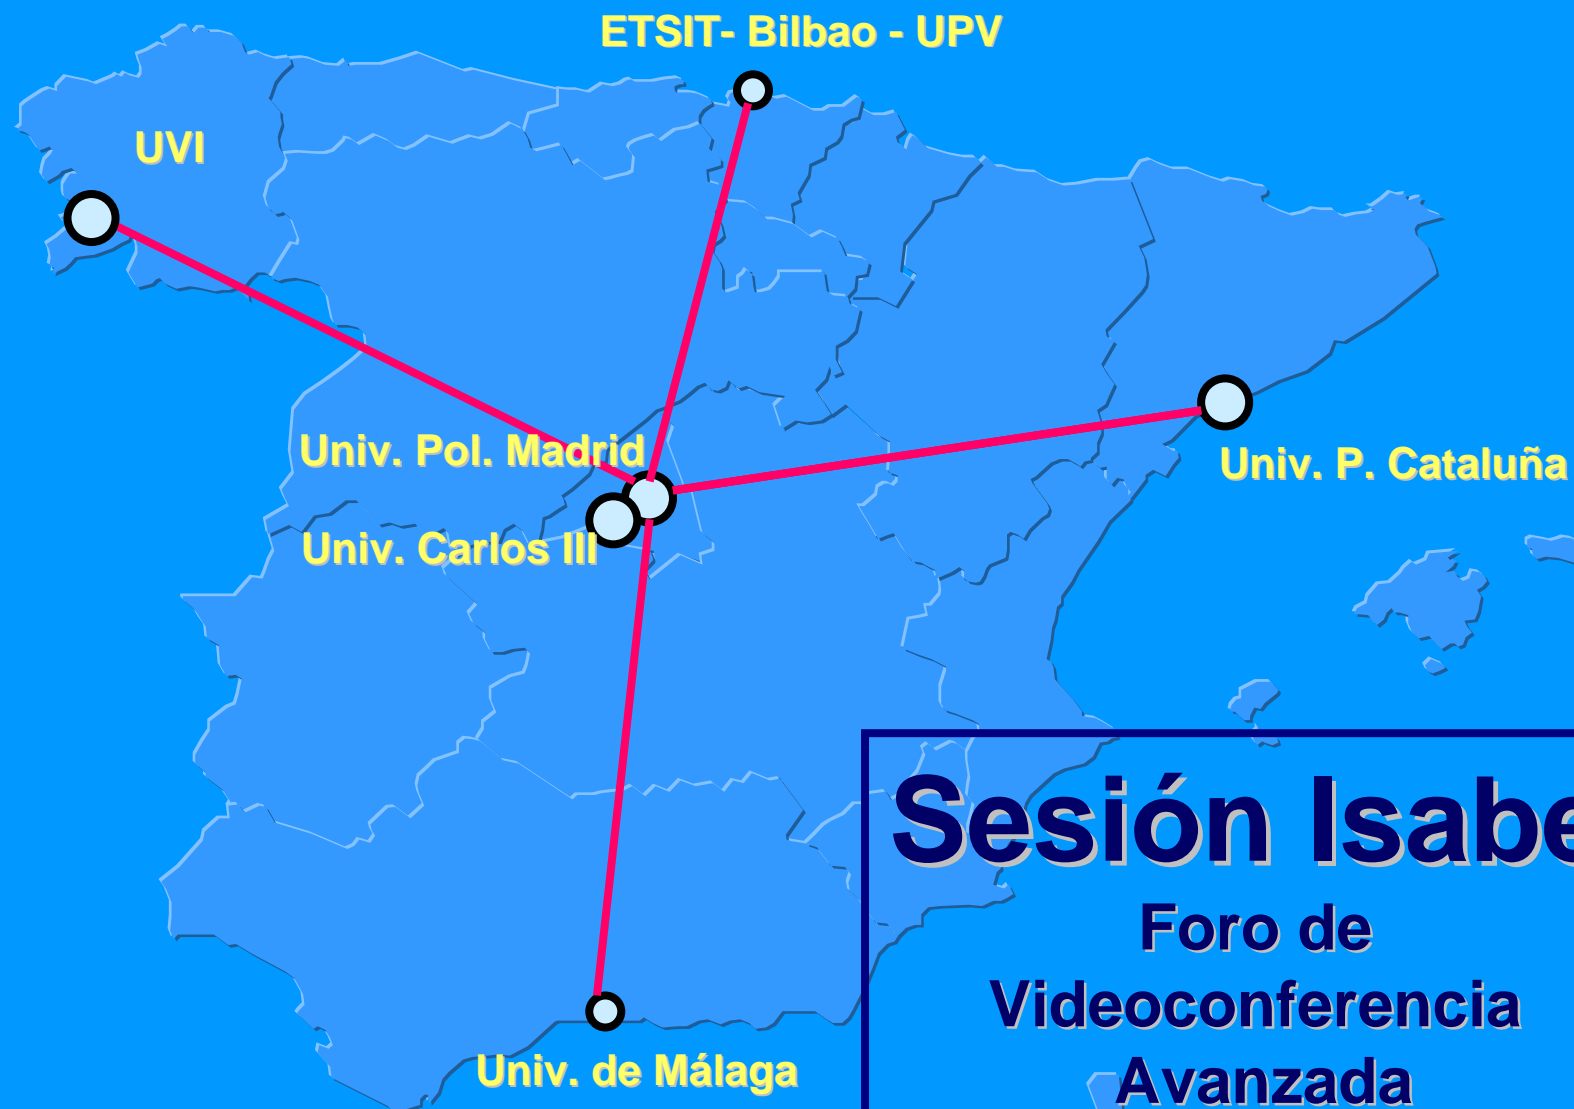 ETSIT- Bilbao - UPV
UVI
Univ. Pol. Madrid
Univ. P. Cataluña
Univ. Carlos III
Sesión Isabe
Foro de
Videoconferencia
Avanzada
Univ. de Málaga